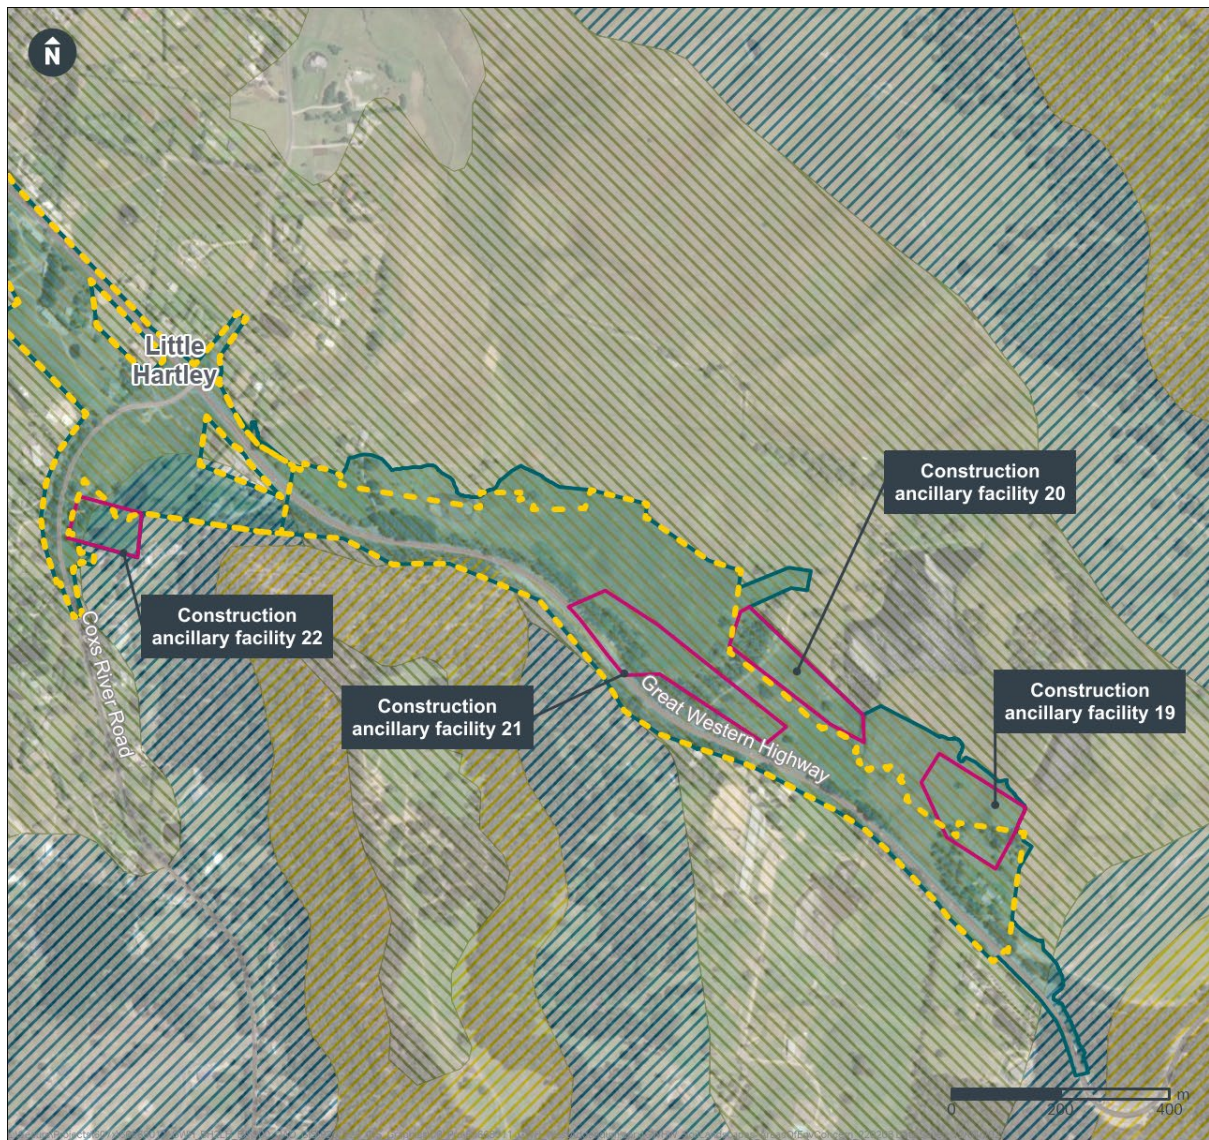 N
Little
Hartley
Construction
ancillary facility 20
Construction
ancillary facility 22
Construction
ancillary facility 19
Construction
ancillary facility 21
Coxs River Road
Great Western Highway
m
0 200 400